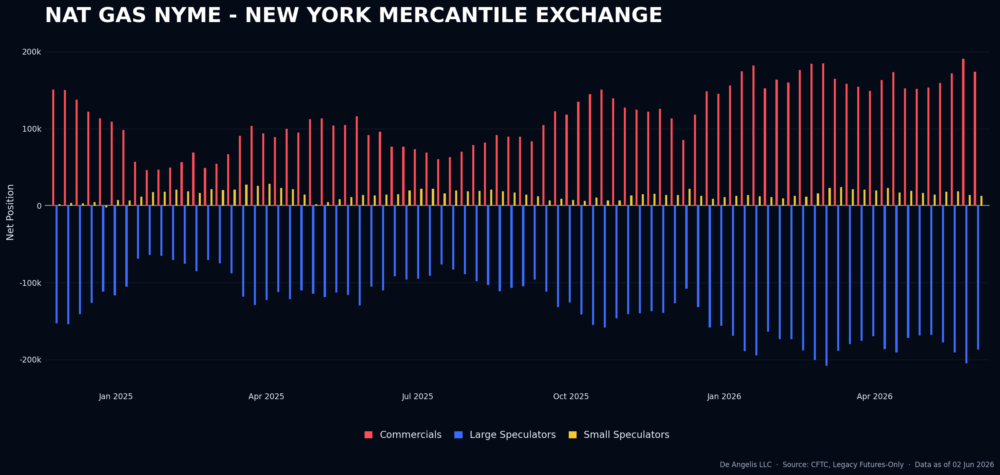 NAT GAS NYME - NEW YORK MERCANTILE EXCHANGE
200k
100k
0
-100k
-200k
Net Position
Jan 2025
Apr 2025
Jul 2025
Oct 2025
Jan 2026
Apr 2026
Commercials
Large Speculators
Small Speculators
De Angelis LLC · Source: CFTC, Legacy Futures-Only · Data as of 02 Jun 2026